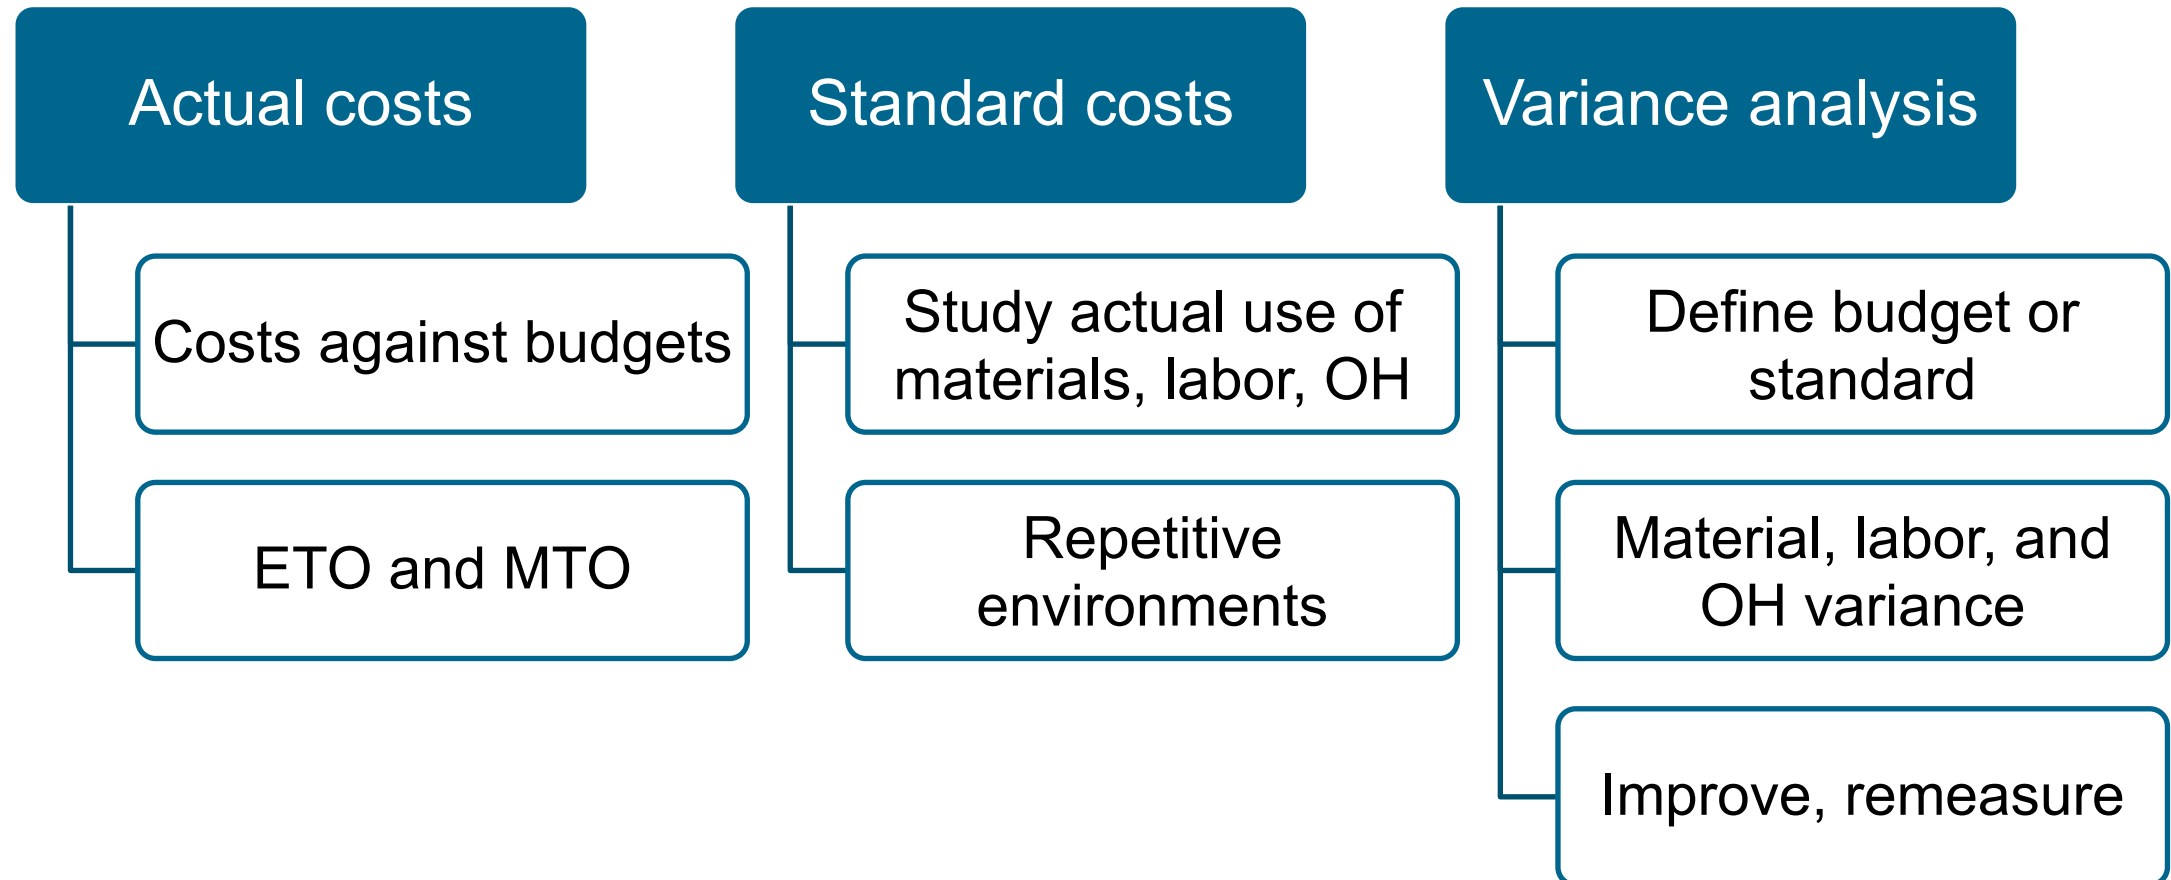 Actual costs
Costs against budgets
ETO and MTO
Standard costs
Study actual use of
materials, labor, OH
Repetitive
environments
Variance analysis
Define budget or
standard
Material, labor, and
OH variance
Improve, remeasure